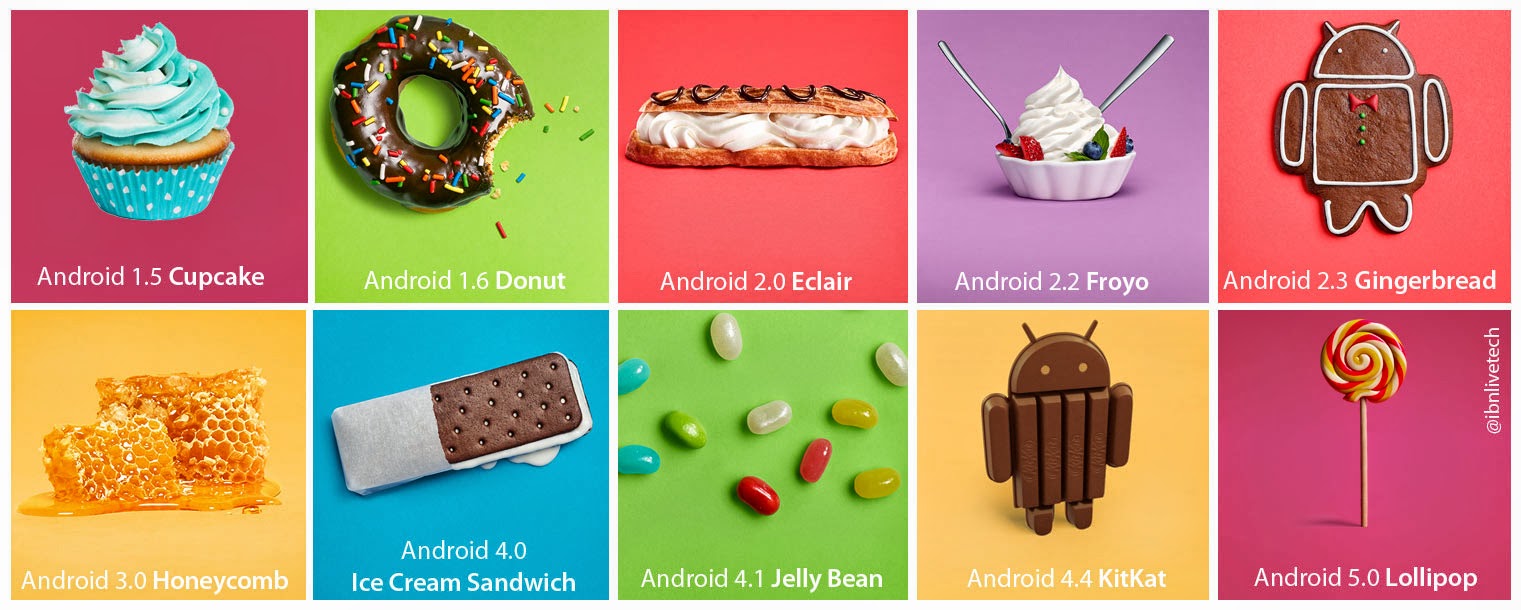 Android 1.5 Cupcake
Android 1.6 Donut
Android 2.0 Eclair
Android 2.2 Froyo
Android 2.3 Gingerbread
@ibnlivetech
Android 3.0 Honeycomb
Android 4.0
Ice Cream Sandwich
Android 4.1 Jelly Bean
Android 4.4 KitKat
Android 5.0 Lollipop